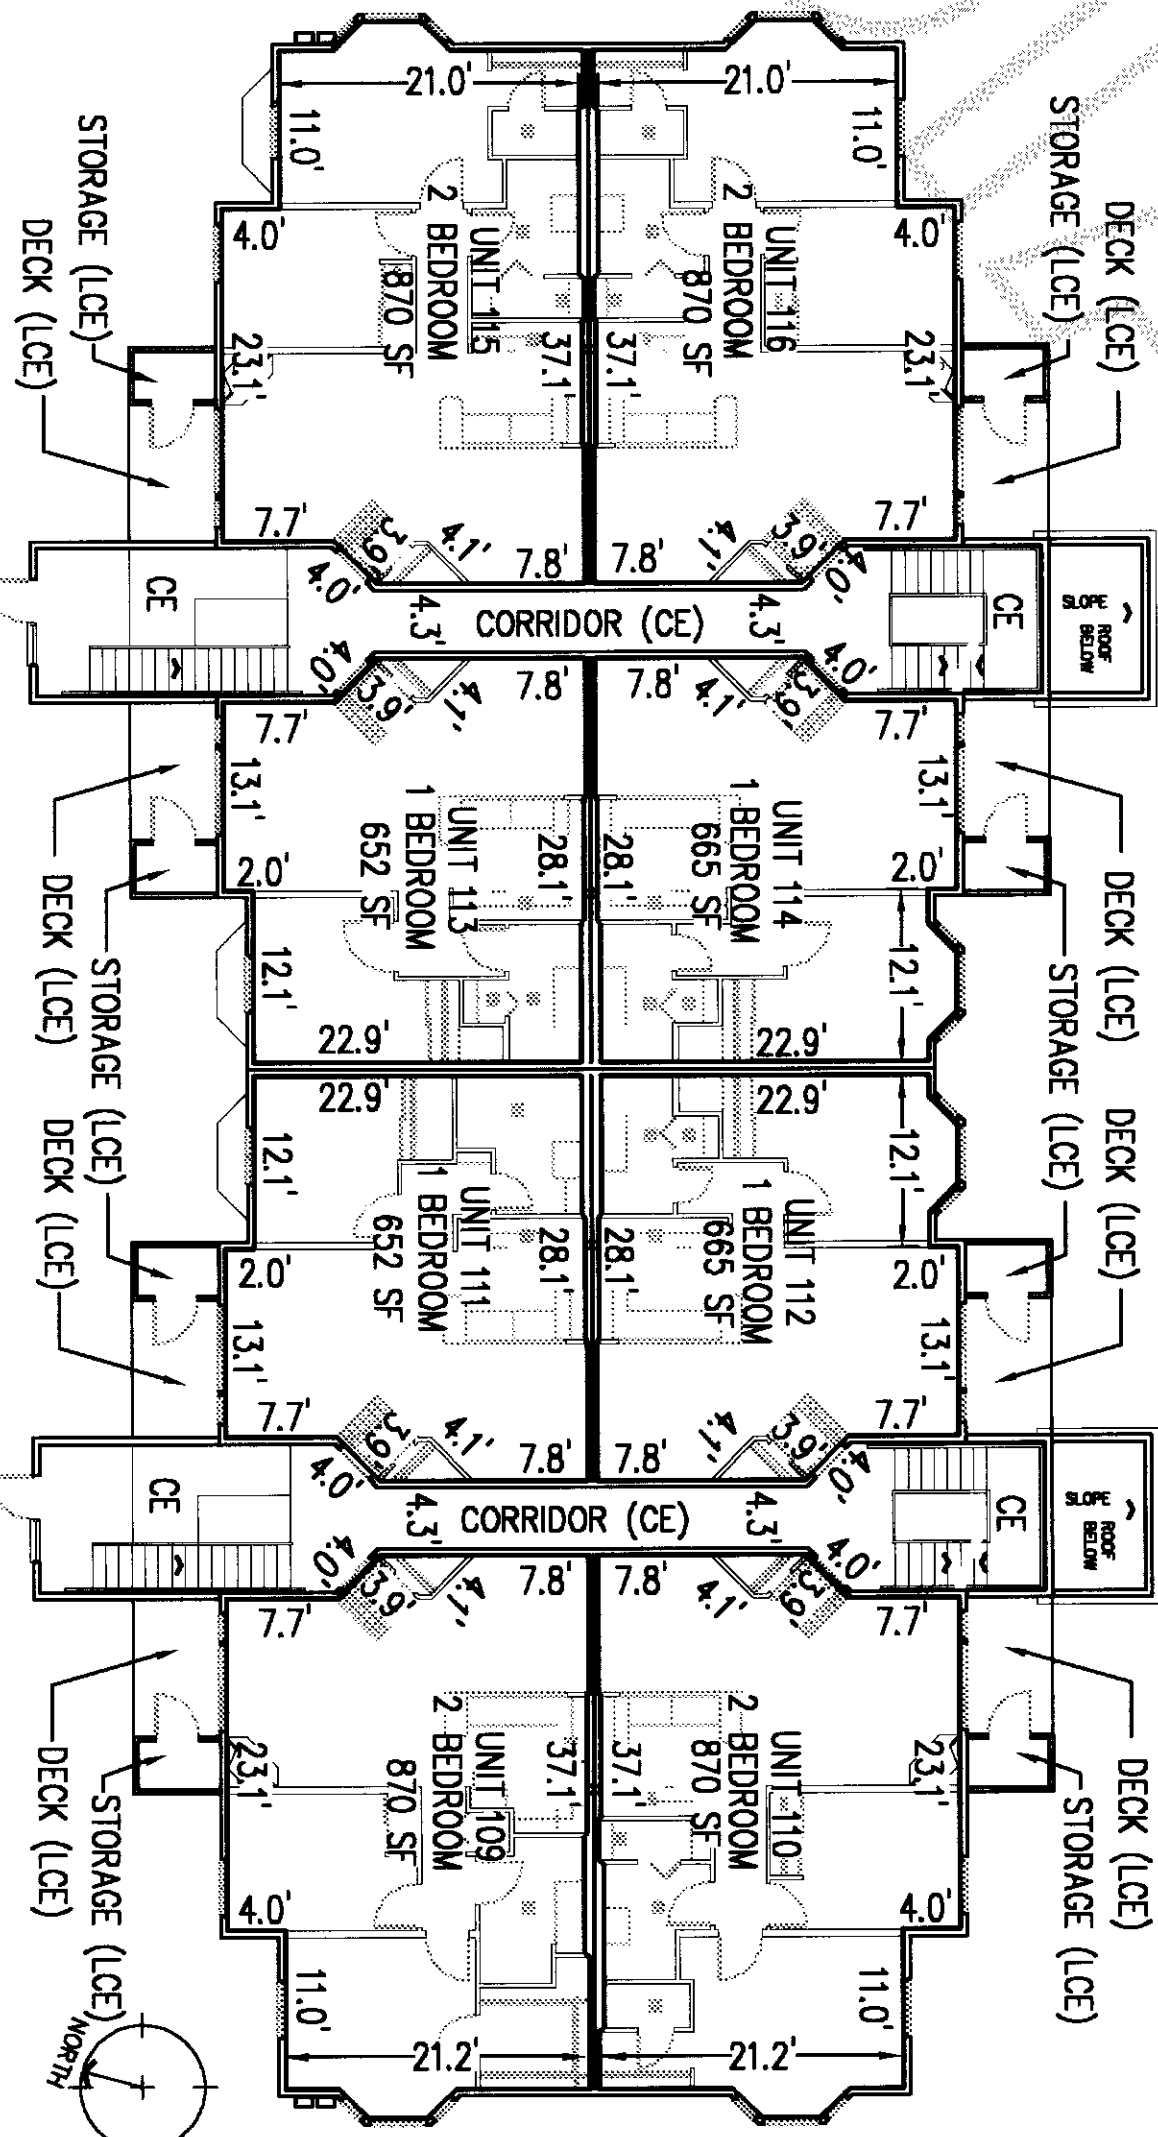 STORAGE (LCE)
DECK (LCE)
21.0'
11.0'
4.0'
UNIT 115
2 BEDROOM
870 SF
23.1'
37.1'
7.7'
3.9'
4.1'
7.8'
4.0'
21.0'
11.0'
4.0'
UNIT 116
2 BEDROOM
870 SF
23.1'
37.1'
7.7'
3.9'
4.1'
7.8'
4.0'
DECK (LCE)
STORAGE (LCE)
CE
4.3'
CORRIDOR (CE)
4.3'
CE
SLOPE
ROOF
BELOW
4.0'
7.7'
3.9'
4.1'
7.8'
13.1'
2.0'
UNIT 113
1 BEDROOM
652 SF
28.1'
12.1'
22.9'
DECK (LCE)
STORAGE (LCE)
4.0'
7.7'
3.9'
4.1'
7.8'
13.1'
2.0'
UNIT 114
1 BEDROOM
665 SF
28.1'
12.1'
22.9'
DECK (LCE)
STORAGE (LCE)
22.9'
12.1'
UNIT 111
1 BEDROOM
652 SF
28.1'
2.0'
13.1'
7.7'
3.9'
4.1'
7.8'
4.0'
DECK (LCE)
22.9'
12.1'
UNIT 112
1 BEDROOM
665 SF
28.1'
2.0'
13.1'
7.7'
3.9'
4.1'
7.8'
4.0'
DECK (LCE)
CE
4.3'
CORRIDOR (CE)
4.3'
CE
SLOPE
ROOF
BELOW
4.0'
7.7'
3.9'
4.1'
7.8'
23.1'
UNIT 109
2 BEDROOM
870 SF
37.1'
4.0'
11.0'
21.2'
DECK (LCE)
STORAGE (LCE)
4.0'
7.7'
3.9'
4.1'
7.8'
23.1'
UNIT 110
2 BEDROOM
870 SF
37.1'
4.0'
11.0'
21.2'
DECK (LCE)
STORAGE (LCE)
NORTH